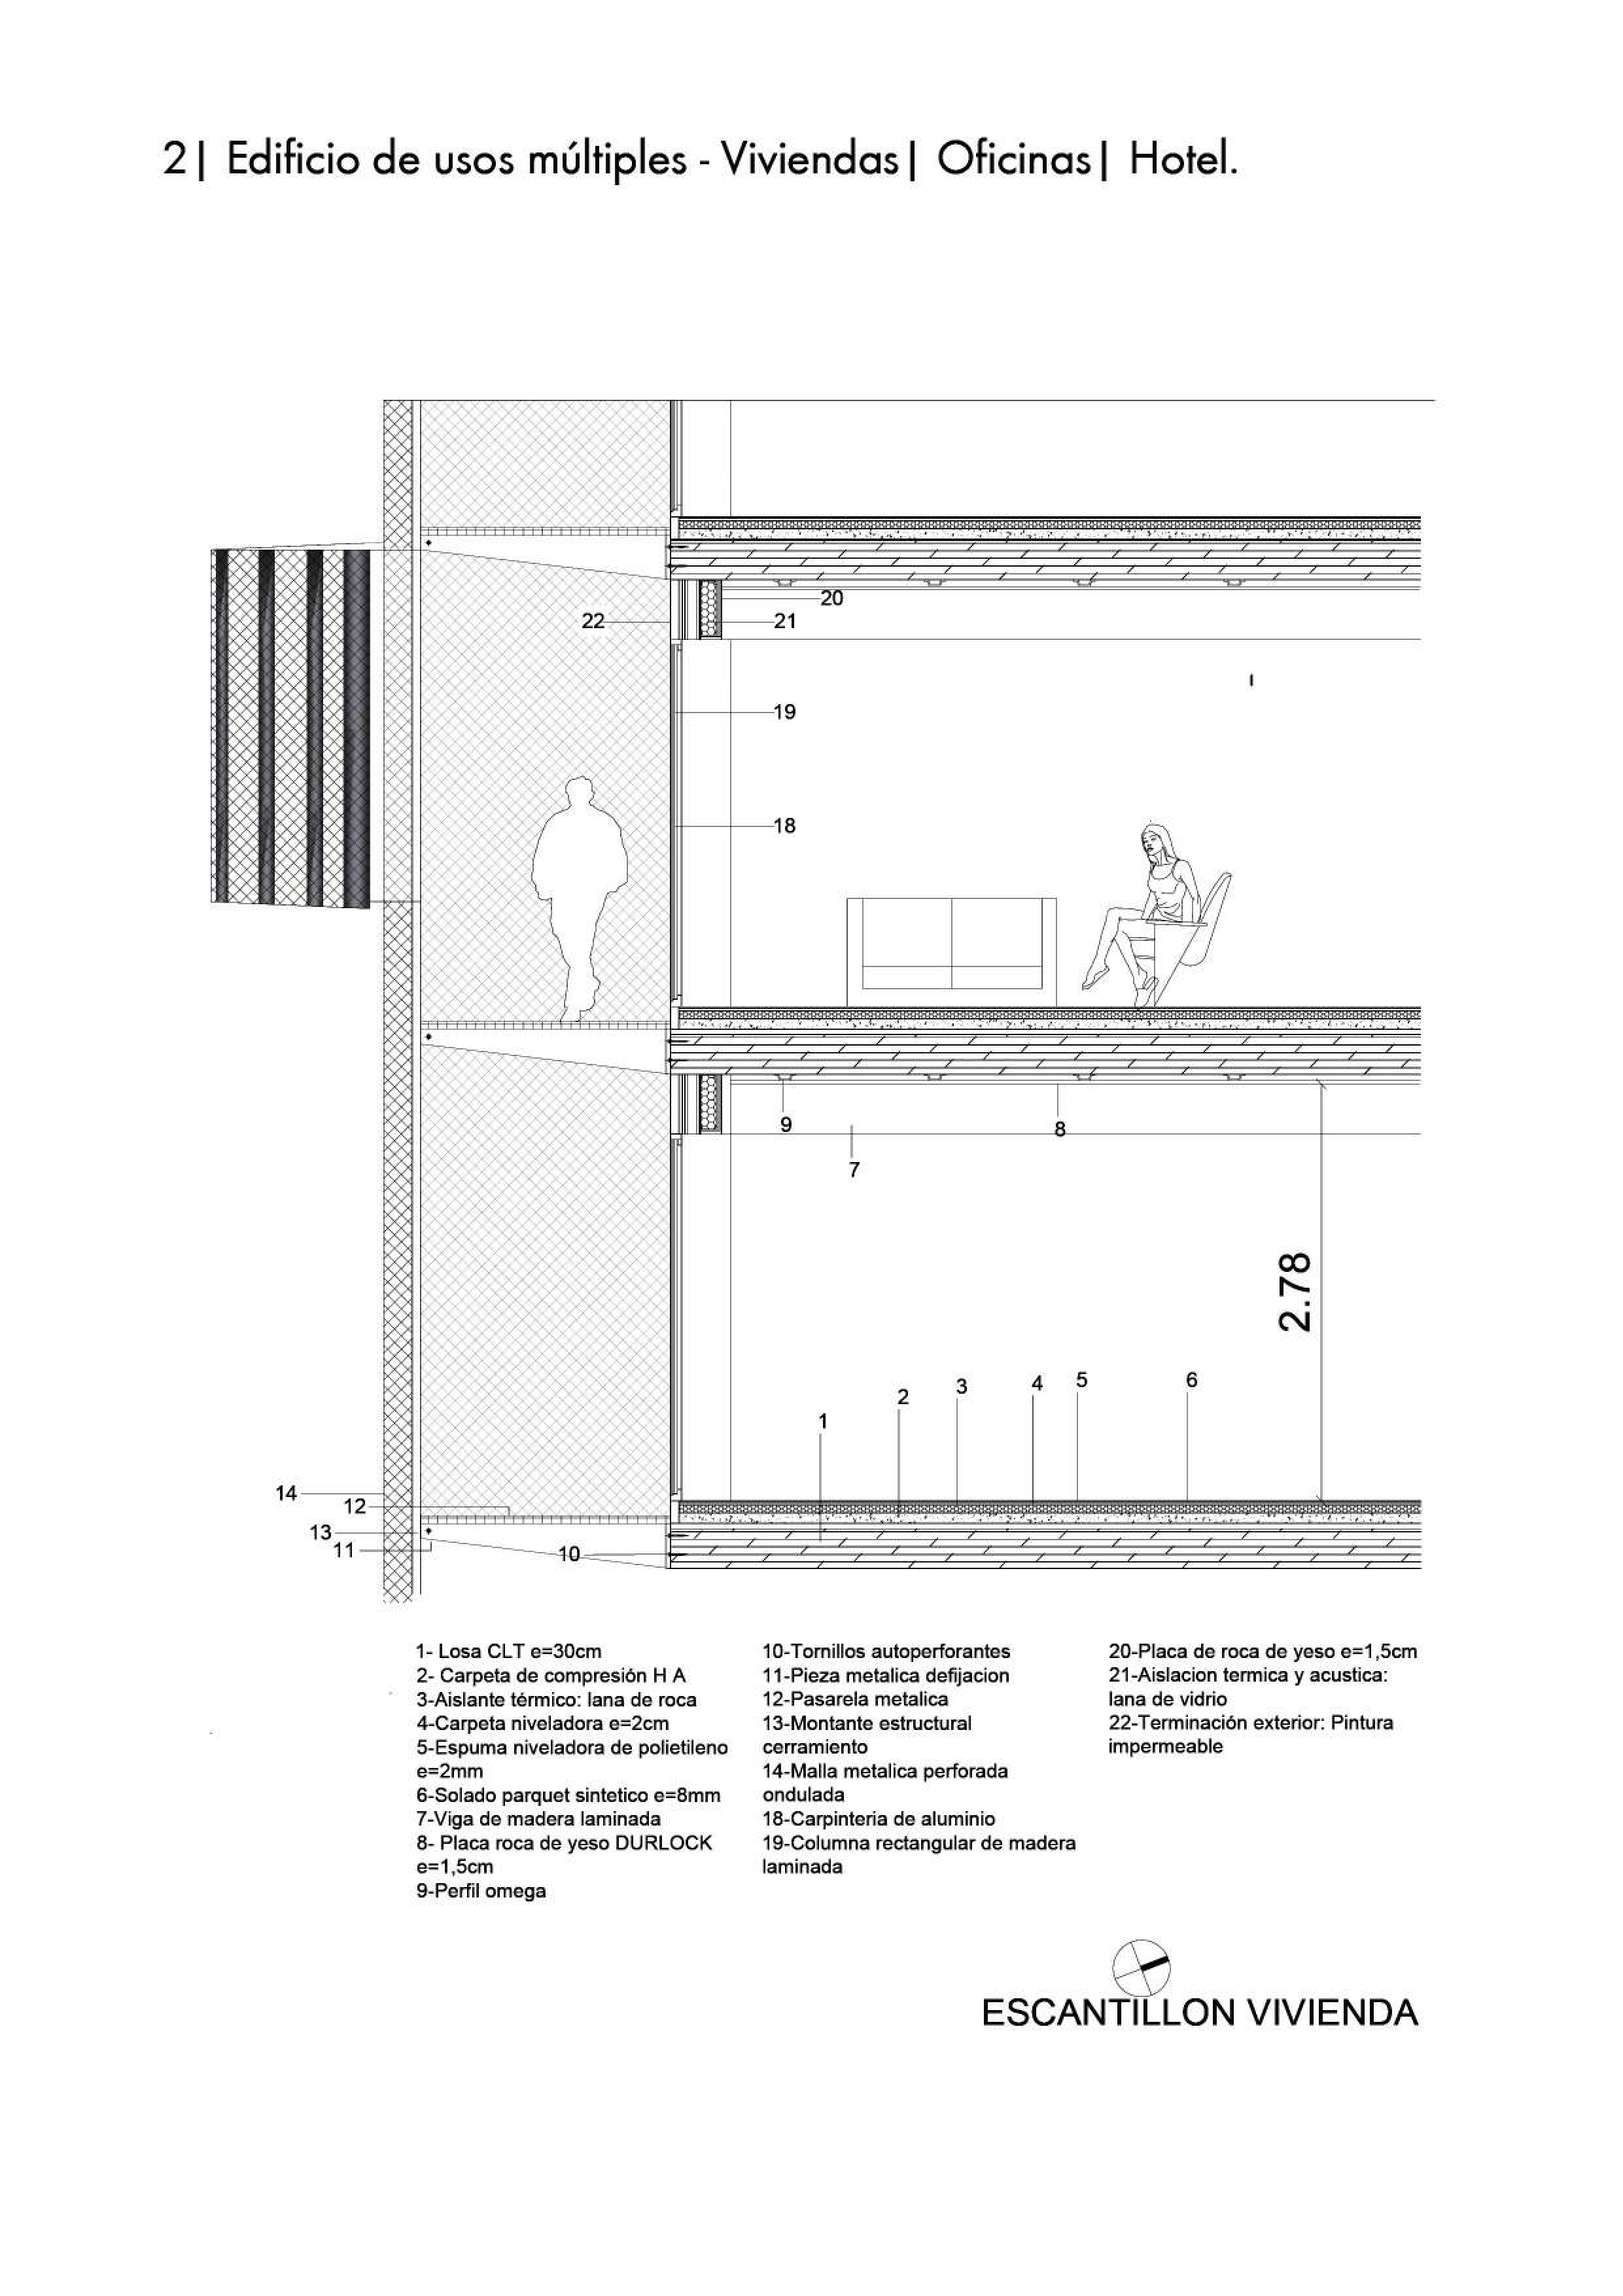 2| Edificio de usos múltiples - Viviendas| Oficinas| Hotel.
20
22
21
19
18
9
8
7
2.78
6
5
4
3
2
1
14
12
13
11
10
1- Losa CLT e=30cm
2- Carpeta de compresión H A
3-Aislante térmico: lana de roca
4-Carpeta niveladora e=2cm
5-Espuma niveladora de polietileno
e=2mm
6-Solado parquet sintetico e=8mm
7-Viga de madera laminada
8- Placa roca de yeso DURLOCK
e=1,5cm
9-Perfil omega
10-Tornillos autoperforantes
11-Pieza metalica defijacion
12-Pasarela metalica
13-Montante estructural
cerramiento
14-Malla metalica perforada
ondulada
18-Carpinteria de aluminio
19-Columna rectangular de madera
laminada
20-Placa de roca de yeso e=1,5cm
21-Aislacion termica y acustica:
lana de vidrio
22-Terminación exterior: Pintura
impermeable
ESCANTILLON VIVIENDA